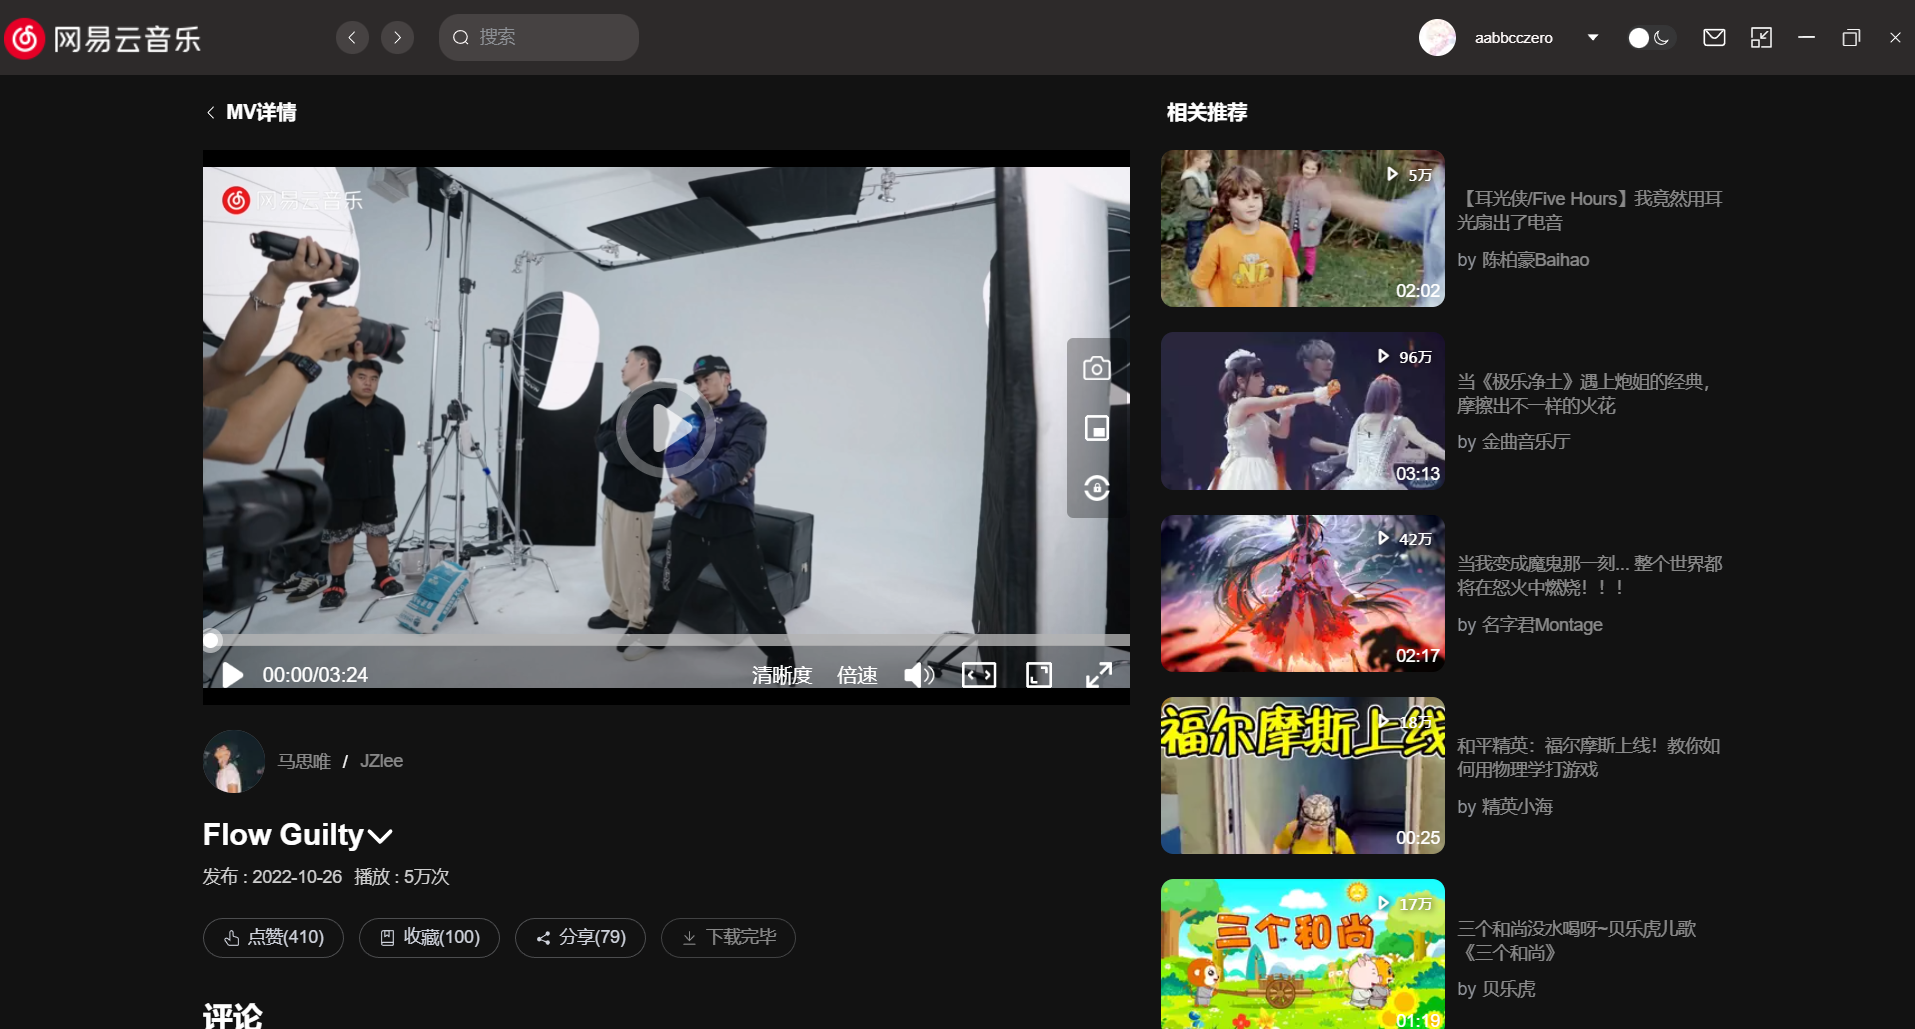 网易云音乐
搜索
aabbcczero
MV详情
网易云音乐
00:00/03:24
清晰度
倍速
马思唯 / JZlee
Flow Guilty
发布 : 2022-10-26 播放 : 5万次
点赞(410)
收藏(100)
分享(79)
下载完毕
评论
相关推荐
5万
02:02
【耳光侠/Five Hours】我竟然用耳
光扇出了电音
by 陈柏豪Baihao
96万
03:13
当《极乐净土》遇上炮姐的经典，
摩擦出不一样的火花
by 金曲音乐厅
42万
02:17
当我变成魔鬼那一刻... 整个世界都
将在怒火中燃烧！！！
by 名字君Montage
福尔摩斯上线
18万
00:25
和平精英：福尔摩斯上线！教你如
何用物理学打游戏
by 精英小海
17万
三个和尚
01:19
三个和尚没水喝呀~贝乐虎儿歌
《三个和尚》
by 贝乐虎